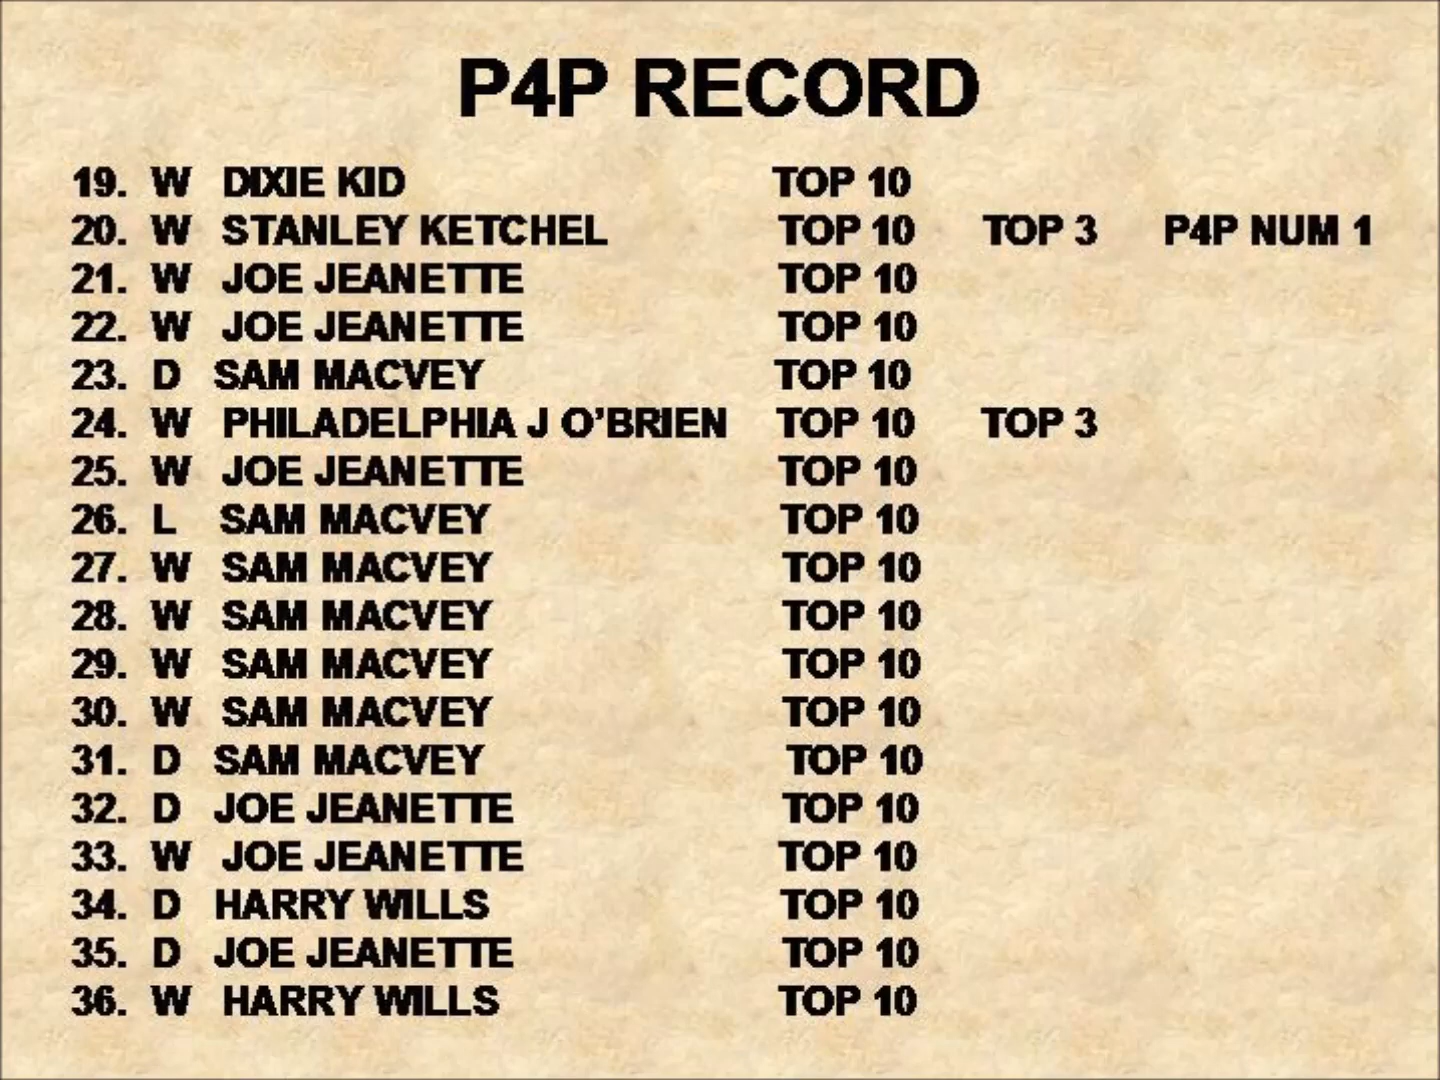 P4P RECORD
19. W DIXIE KID TOP 10
20. W STANLEY KETCHEL TOP 10 TOP 3 P4P NUM 1
21. W JOE JEANETTE TOP 10
22. W JOE JEANETTE TOP 10
23. D SAM MACVEY TOP 10
24. W PHILADELPHIA J O’BRIEN TOP 10 TOP 3
25. W JOE JEANETTE TOP 10
26. L SAM MACVEY TOP 10
27. W SAM MACVEY TOP 10
28. W SAM MACVEY TOP 10
29. W SAM MACVEY TOP 10
30. W SAM MACVEY TOP 10
31. D SAM MACVEY TOP 10
32. D JOE JEANETTE TOP 10
33. W JOE JEANETTE TOP 10
34. D HARRY WILLS TOP 10
35. D JOE JEANETTE TOP 10
36. W HARRY WILLS TOP 10